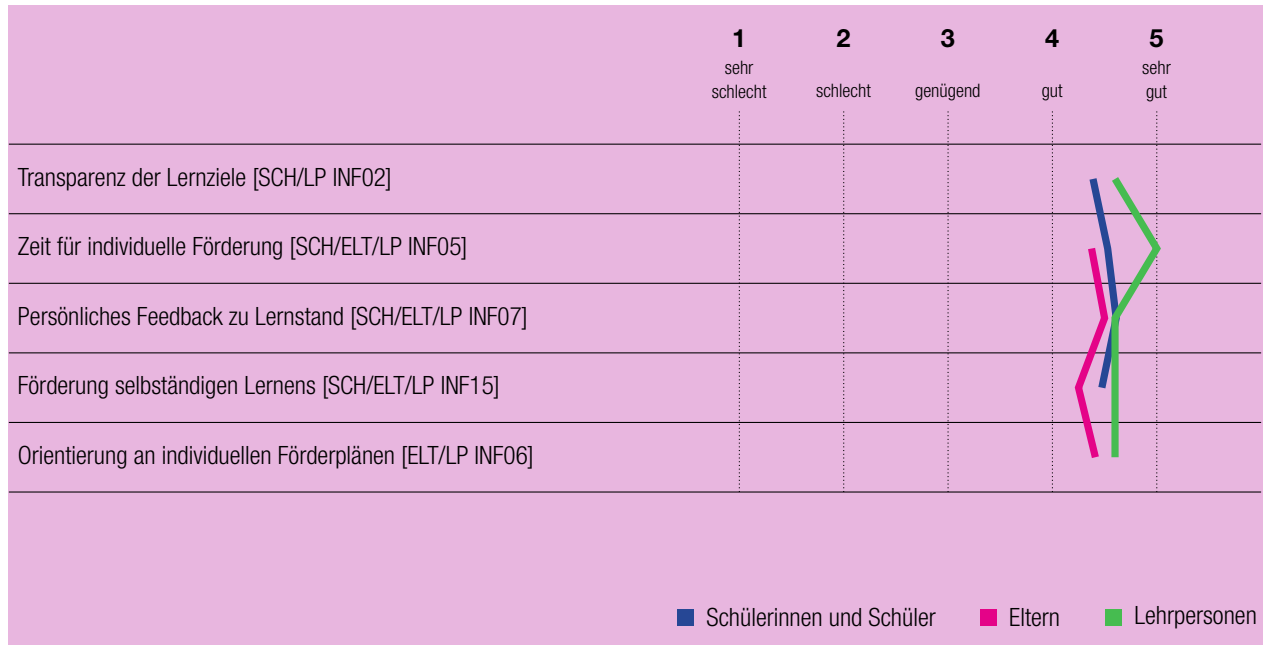 1 2 3 4 5
sehr schlecht schlecht genügend gut sehr gut
Transparenz der Lernziele [SCH/LP INF02]
Zeit für individuelle Förderung [SCH/ELT/LP INF05]
Persönliches Feedback zu Lernstand [SCH/ELT/LP INF07]
Förderung selbständigen Lernens [SCH/ELT/LP INF15]
Orientierung an individuellen Förderplänen [ELT/LP INF06]
Schülerinnen und Schüler Eltern Lehrpersonen